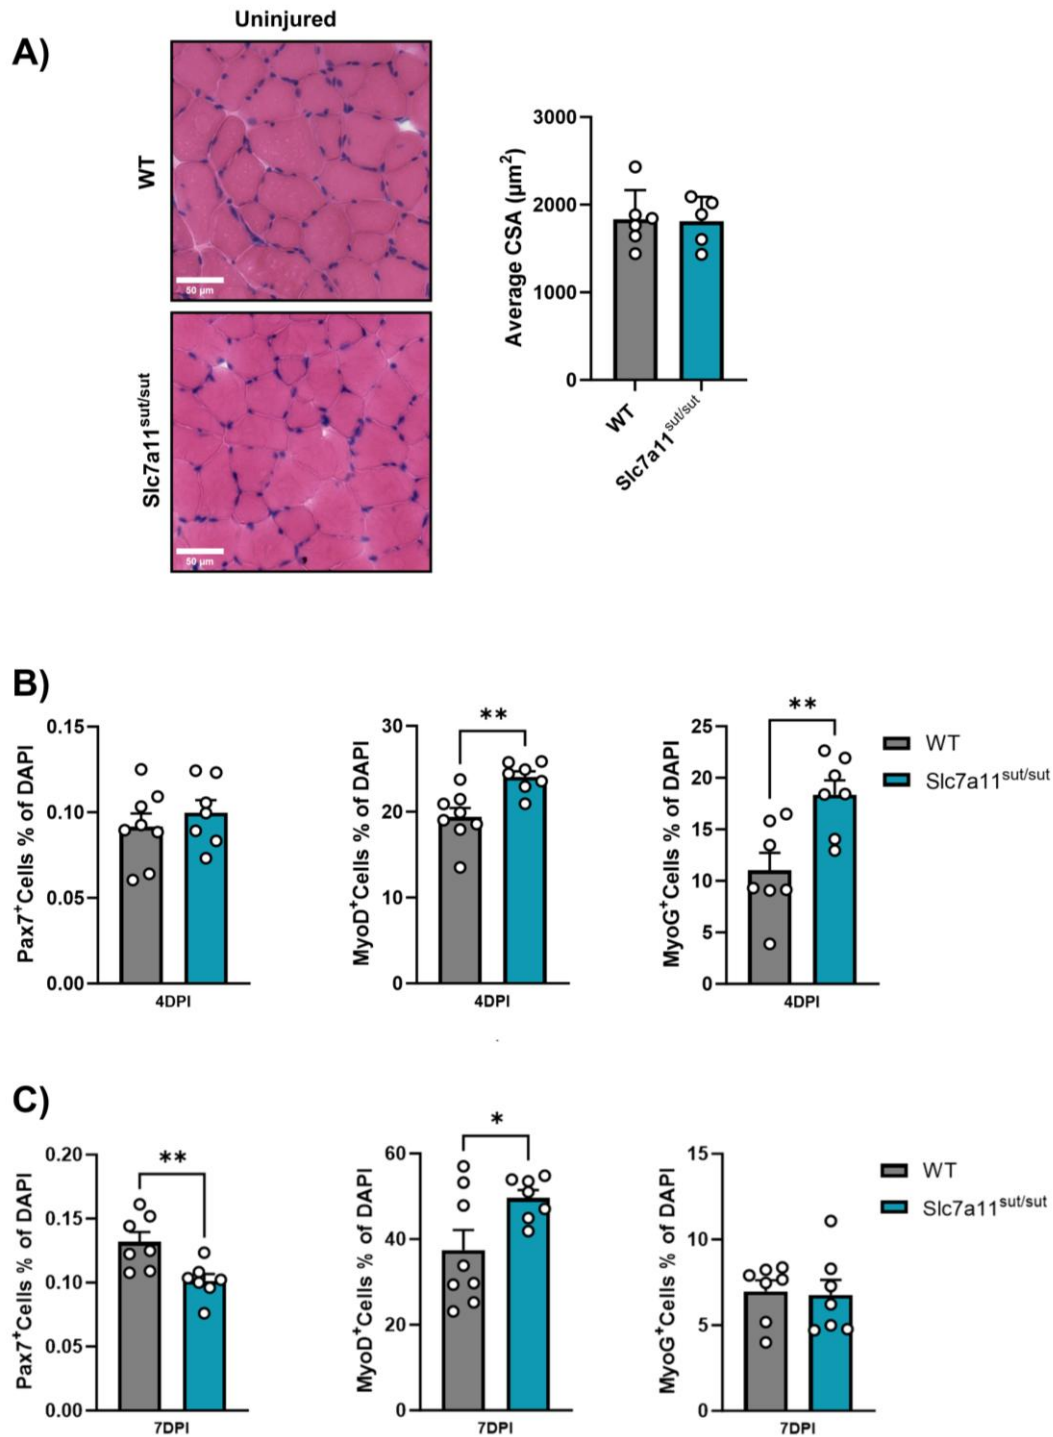 Uninjured
A)
WT
50 µm
Slc7a11sut/sut
50 µm
Average CSA (µm²)
3000
2000
1000
0
WT
Slc7a11sut/sut
B)
Pax7+Cells % of DAPI
0.15
0.10
0.05
0.00
4DPI
MyoD+Cells % of DAPI
30
20
10
0
**
4DPI
MyoG+Cells % of DAPI
25
20
15
10
5
0
**
4DPI
WT
Slc7a11sut/sut
C)
Pax7+Cells % of DAPI
0.20
0.15
0.10
0.05
0.00
**
7DPI
MyoD+Cells % of DAPI
60
40
20
0
*
7DPI
MyoG+Cells % of DAPI
15
10
5
0
7DPI
WT
Slc7a11sut/sut